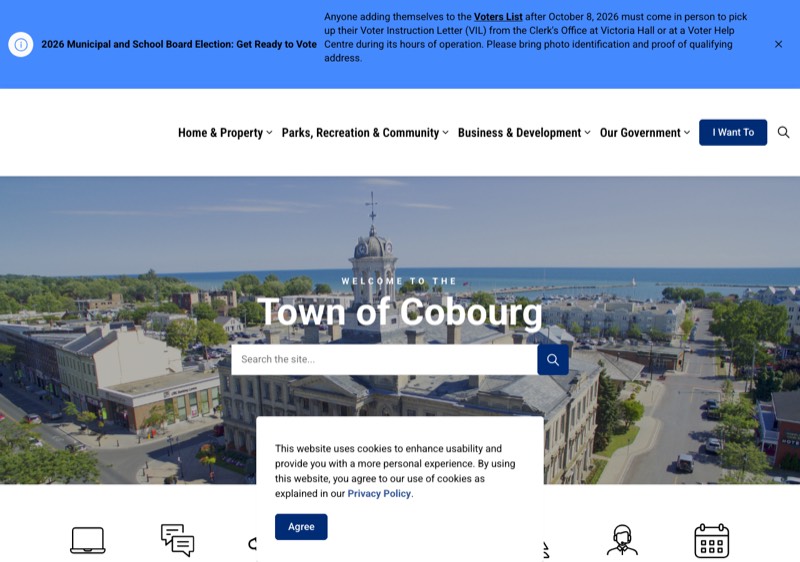 2026 Municipal and School Board Election: Get Ready to Vote
Anyone adding themselves to the Voters List after October 8, 2026 must come in person to pick
up their Voter Instruction Letter (VIL) from the Clerk's Office at Victoria Hall or at a Voter Help
Centre during its hours of operation. Please bring photo identification and proof of qualifying
address.
Home & Property
Parks, Recreation & Community
Business & Development
Our Government
I Want To
WELCOME TO THE
Town of Cobourg
Search the site...
This website uses cookies to enhance usability and
provide you with a more personal experience. By using
this website, you agree to our use of cookies as
explained in our Privacy Policy.
Agree